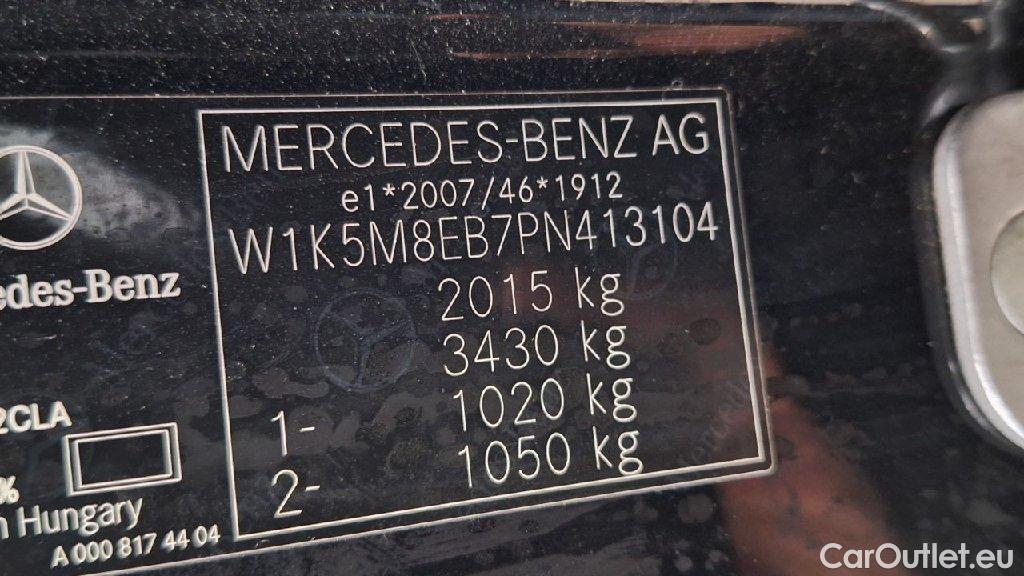 MERCEDES-BENZ AG
e1*2007/46*1912
W1K5M8EB7PN413104
2015 kg
3430 kg
1- 1020 kg
2- 1050 kg
edes-Benz
2CLA
%
n Hungary
A 000 817 44 04
CarOutlet.eu